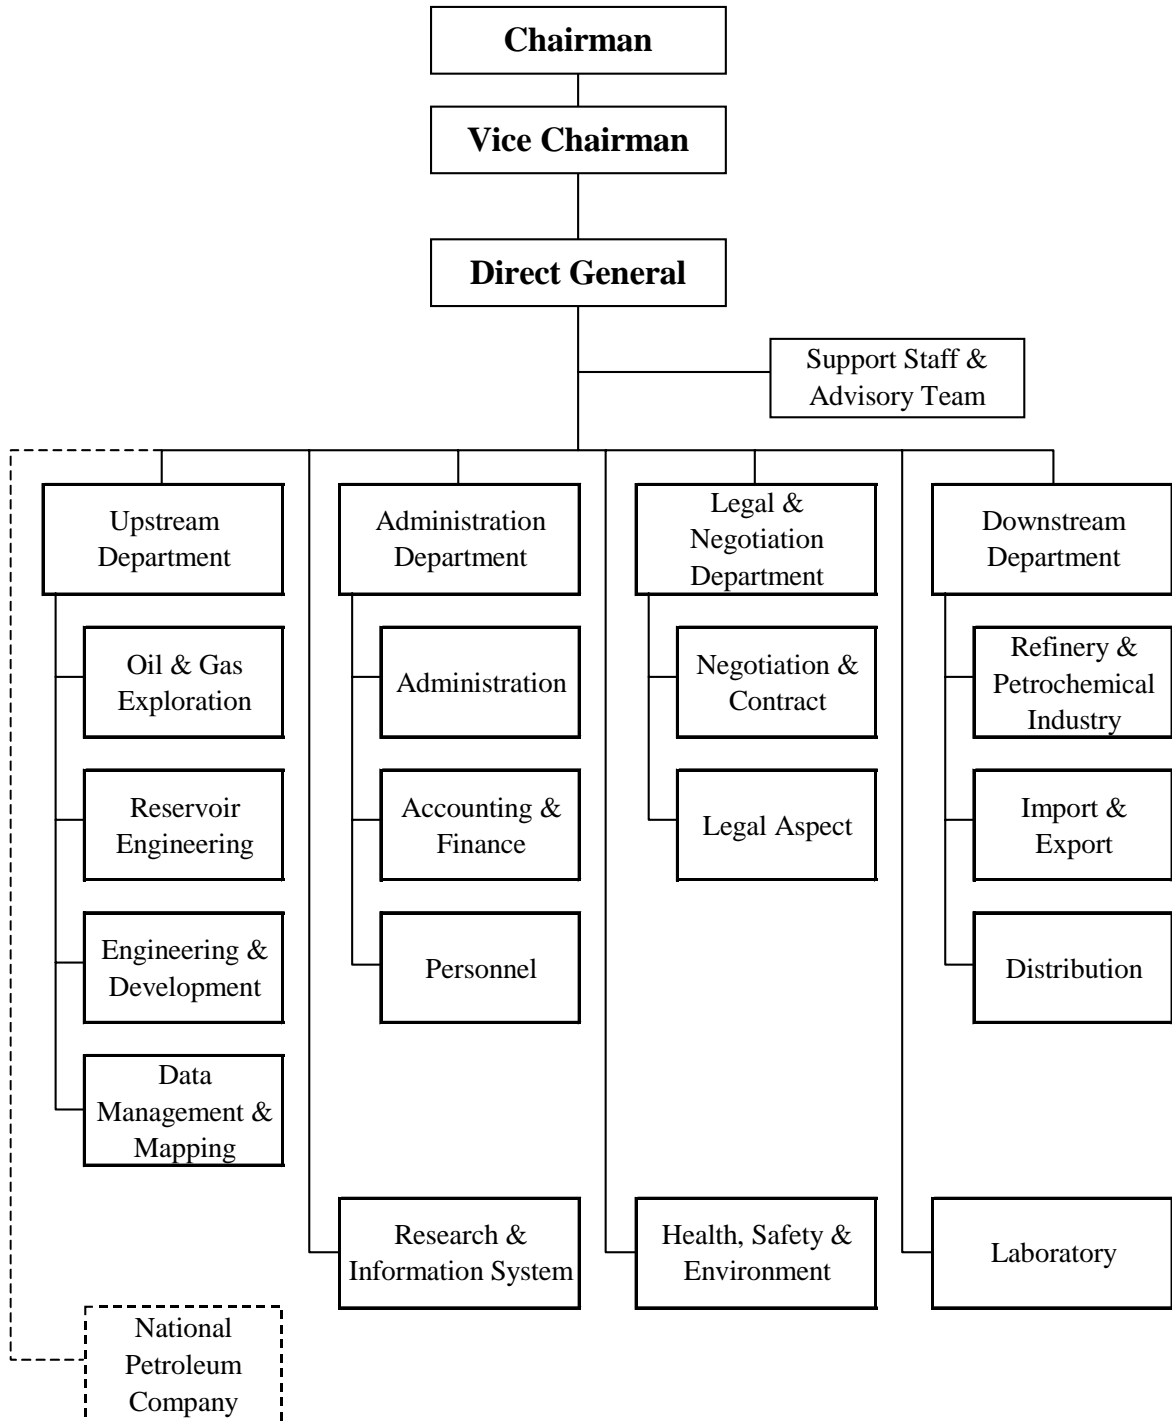 Chairman
Vice Chairman
Direct General
Support Staff &
Advisory Team
Upstream
Department
Administration
Department
Legal &
Negotiation
Department
Downstream
Department
Oil & Gas
Exploration
Administration
Negotiation &
Contract
Refinery &
Petrochemical
Industry
Reservoir
Engineering
Accounting &
Finance
Legal Aspect
Import &
Export
Engineering &
Development
Personnel
Distribution
Data
Management &
Mapping
Research &
Information System
Health, Safety &
Environment
Laboratory
National
Petroleum
Company